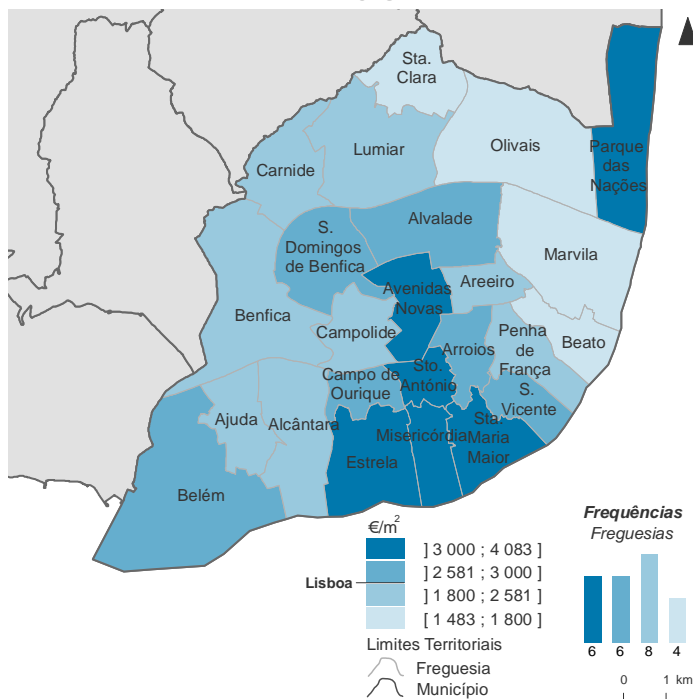 Sta.
Clara
Olivais
Lumiar
Parque
das
Nações
Carnide
Alvalade
S.
Domingos
de Benfica
Marvila
Areeiro
Avenidas
Novas
Benfica
Campolide
Penha
de
França
Beato
Arroios
Sto.
António
Campo de
Ourique
S.
Vicente
Ajuda
Alcântara
Misericórdia
Sta.
Maria
Maior
Estrela
Belém
€/m²
] 3 000 ; 4 083 ]
] 2 581 ; 3 000 ]
Lisboa
] 1 800 ; 2 581 ]
[ 1 483 ; 1 800 ]
Limites Territoriais
Freguesia
Município
Frequências
Freguesias
6 6 8 4
0 1 km